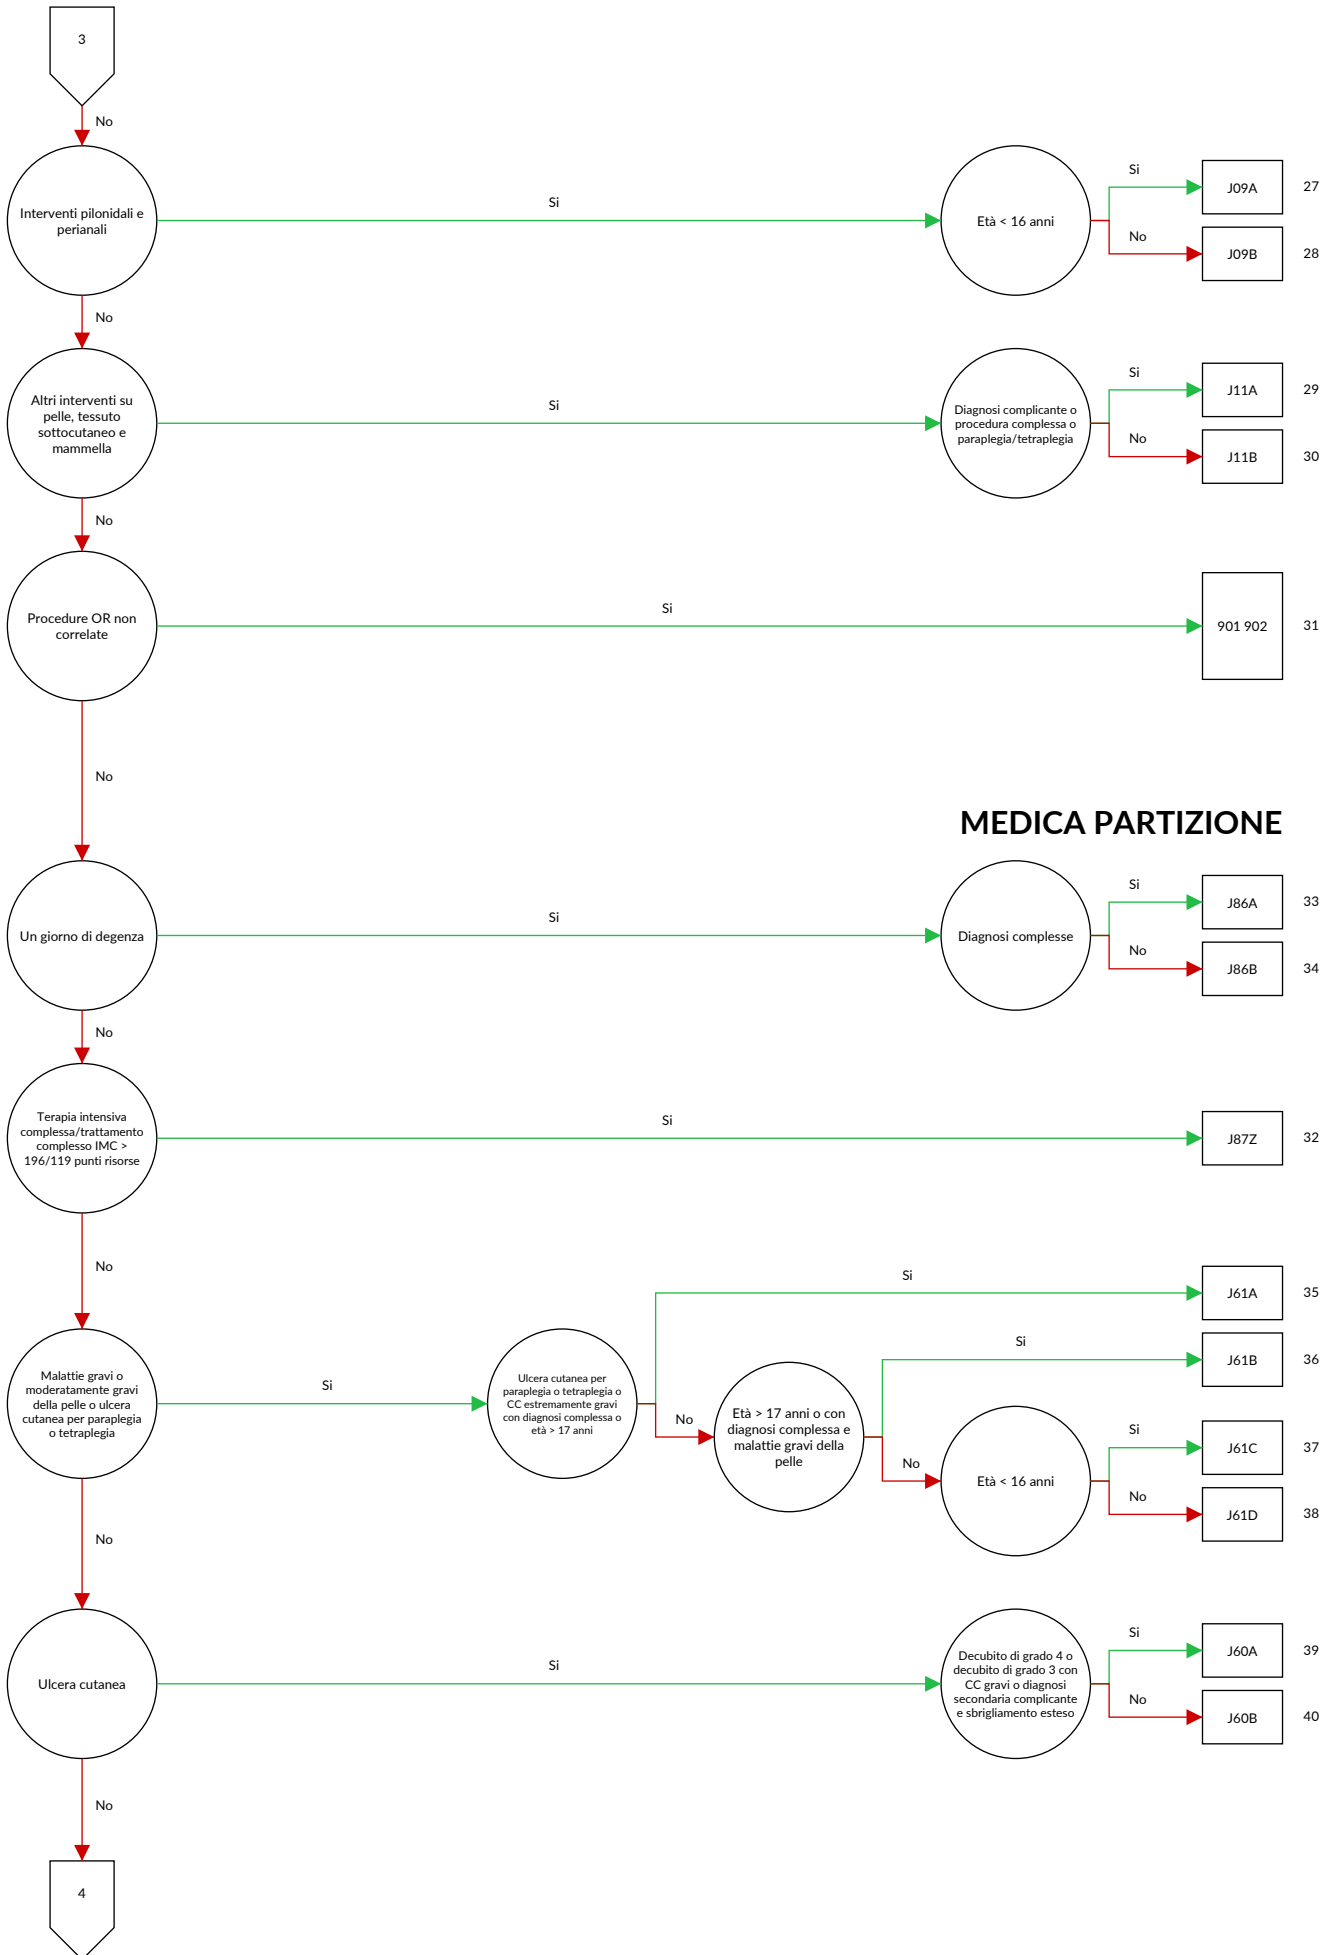 3
No
Interventi pilonidali e
perianali
Si
Età < 16 anni
Si
J09A
27
No
J09B
28
No
Altri interventi su
pelle, tessuto
sottocutaneo e
mammella
Si
Diagnosi complicante o
procedura complessa o
paraplegia/tetraplegia
Si
J11A
29
No
J11B
30
No
Procedure OR non
correlate
Si
901 902
31
No
MEDICA PARTIZIONE
Un giorno di degenza
Si
Diagnosi complesse
Si
J86A
33
No
J86B
34
No
Terapia intensiva
complessa/trattamento
complesso IMC >
196/119 punti risorse
Si
J87Z
32
No
Malattie gravi o
moderatamente gravi
della pelle o ulcera
cutanea per paraplegia
o tetraplegia
Si
Ulcera cutanea per
paraplegia o tetraplegia o
CC estremamente gravi
con diagnosi complessa o
età > 17 anni
Si
J61A
35
No
Età > 17 anni o con
diagnosi complessa e
malattie gravi della
pelle
Si
J61B
36
No
Età < 16 anni
Si
J61C
37
No
J61D
38
No
Ulcera cutanea
Si
Decubito di grado 4 o
decubito di grado 3 con
CC gravi o diagnosi
secondaria complicante
e sbrigliamento esteso
Si
J60A
39
No
J60B
40
No
4